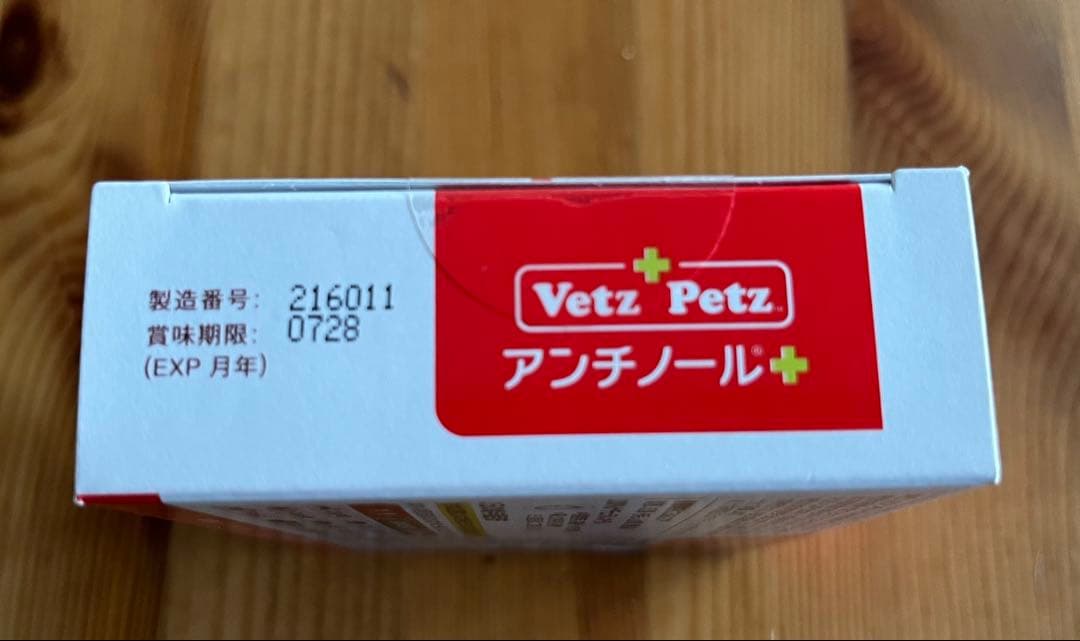 製造番号: 216011
賞味期限: 0728
(EXP 月年)
Vetz Petz™
アンチノール®+